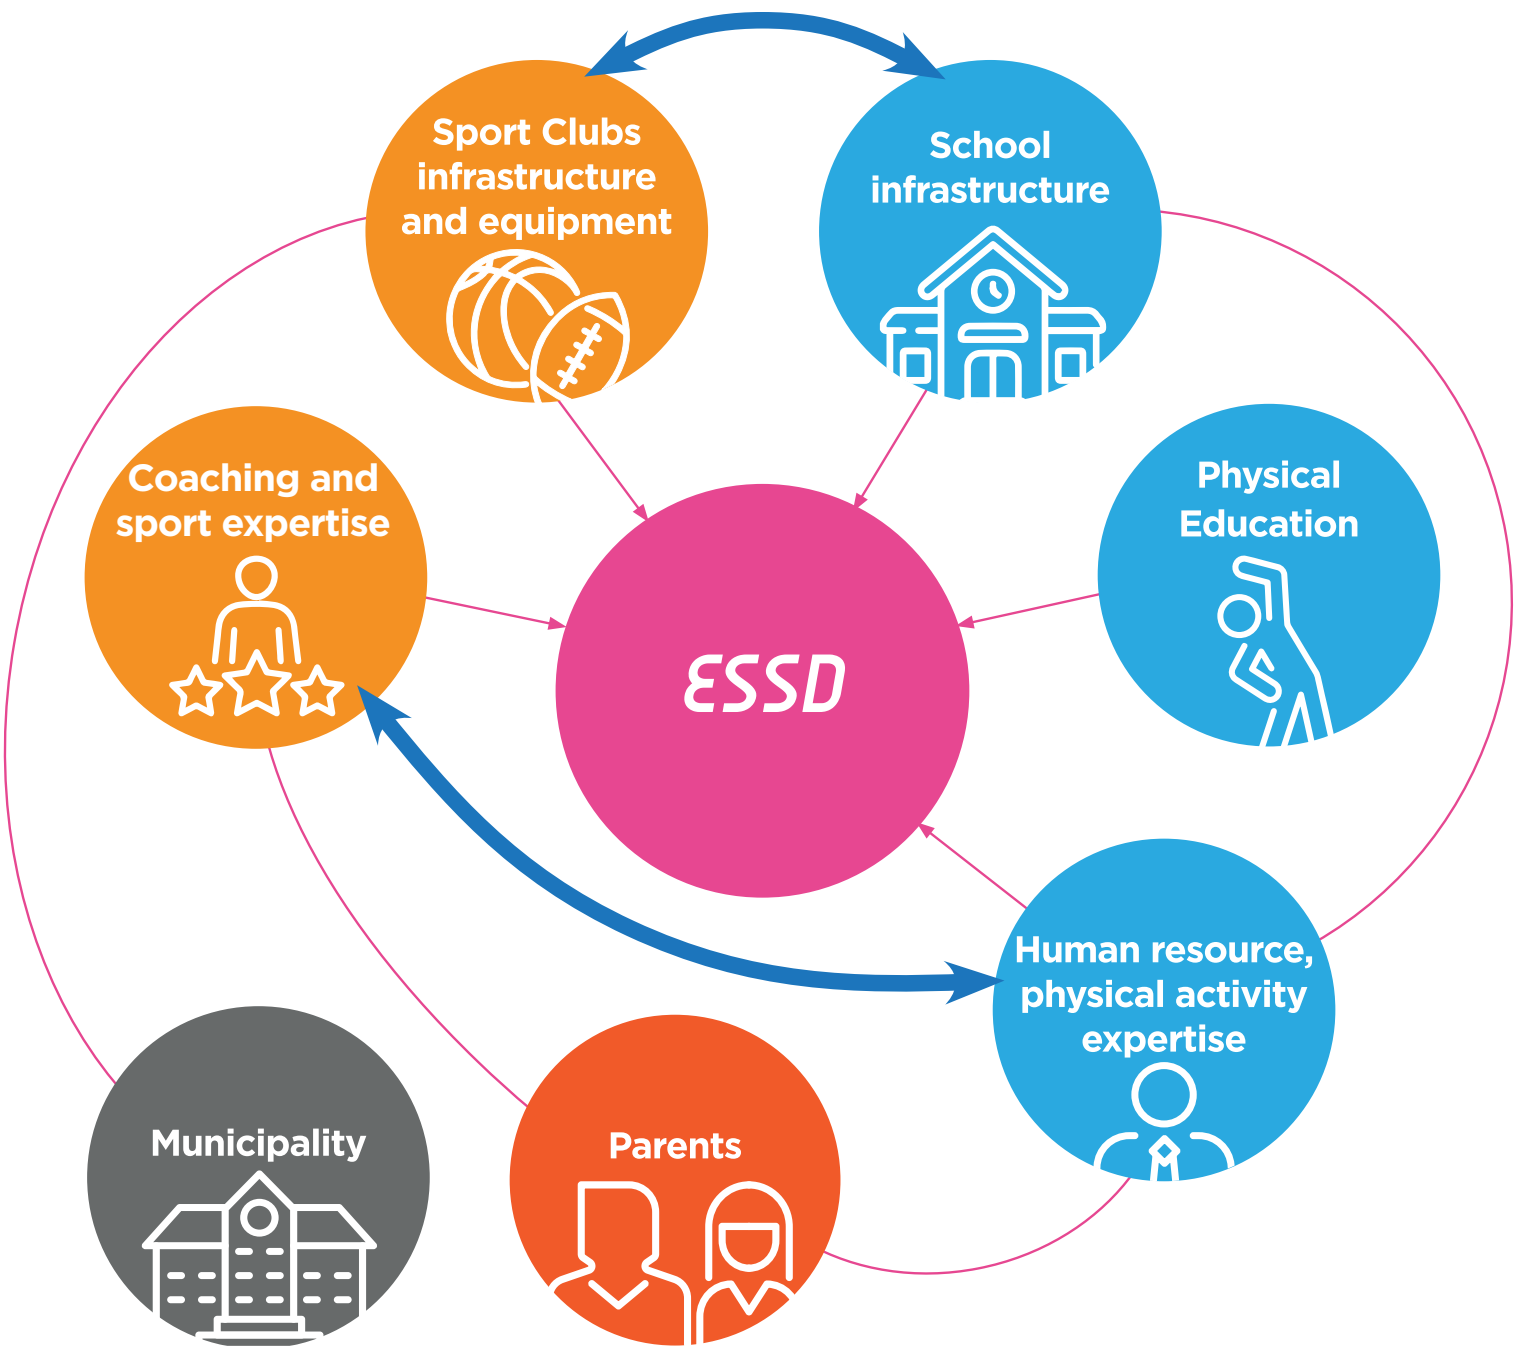 Sport Clubs
infrastructure
and equipment
School
infrastructure
Coaching and
sport expertise
Physical
Education
ESSD
Human resource,
physical activity
expertise
Municipality
Parents